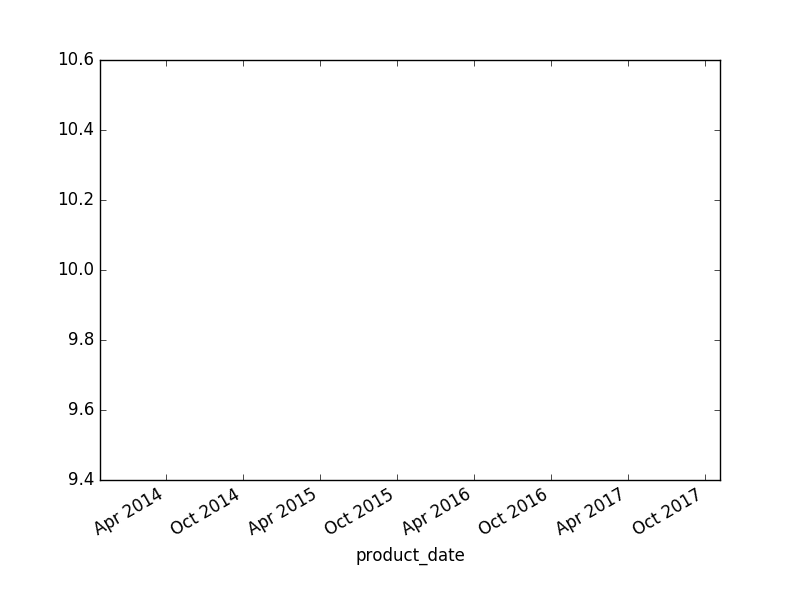 10.6
10.4
10.2
10.0
9.8
9.6
9.4
Apr 2014
Oct 2014
Apr 2015
Oct 2015
Apr 2016
Oct 2016
Apr 2017
Oct 2017
product_date